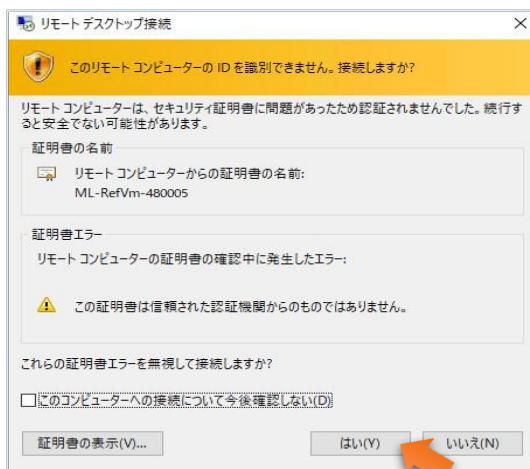 リモート デスクトップ接続
このリモート コンピューターの ID を識別できません。接続しますか?
リモート コンピューターは、セキュリティ証明書に問題があったため認証されませんでした。続行す
ると安全でない可能性があります。
証明書の名前
リモート コンピューターからの証明書の名前:
ML-RefVm-480005
証明書エラー
リモート コンピューターの証明書の確認中に発生したエラー:
この証明書は信頼された認証機関からのものではありません。
これらの証明書エラーを無視して接続しますか?
このコンピューターへの接続について今後確認しない(D)
証明書の表示(V)...
はい(Y)
いいえ(N)